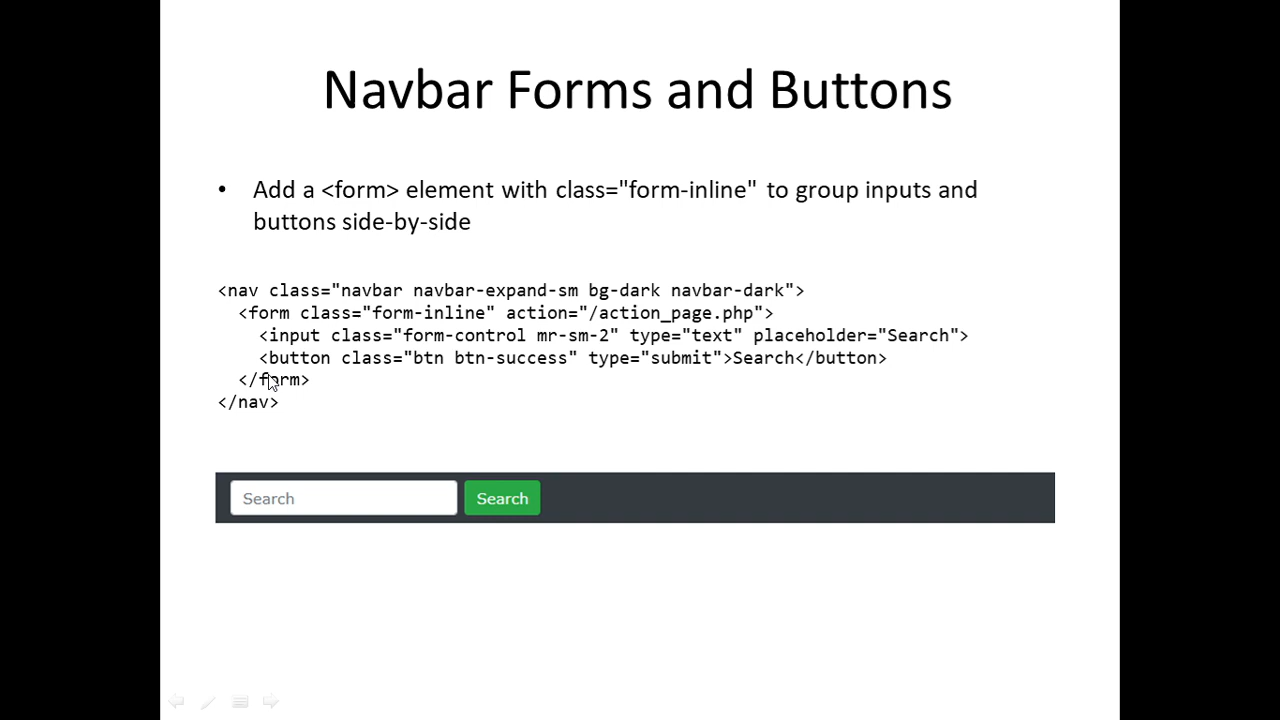 Navbar Forms and Buttons
• Add a <form> element with class="form-inline" to group inputs and
buttons side-by-side
<nav class="navbar navbar-expand-sm bg-dark navbar-dark">
  <form class="form-inline" action="/action_page.php">
    <input class="form-control mr-sm-2" type="text" placeholder="Search">
    <button class="btn btn-success" type="submit">Search</button>
  </form>
</nav>
Search Search